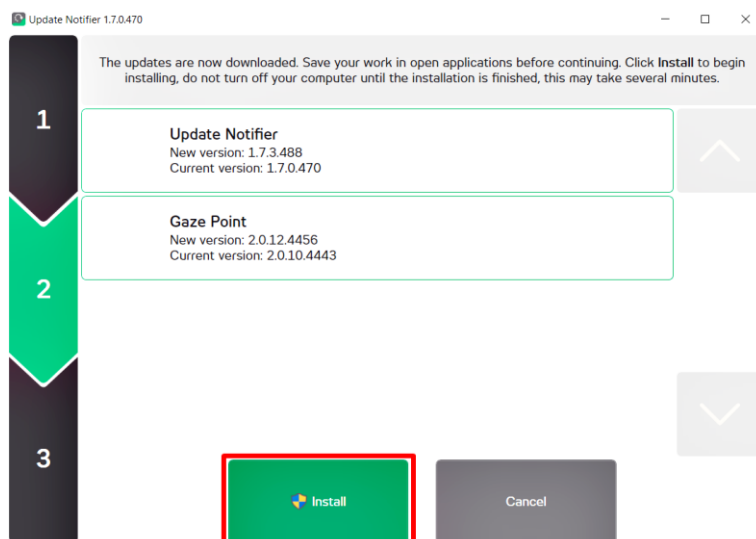 Update Notifier 1.7.0.470
The updates are now downloaded. Save your work in open applications before continuing. Click Install to begin
installing, do not turn off your computer until the installation is finished, this may take several minutes.
1
Update Notifier
New version: 1.7.3.488
Current version: 1.7.0.470
Gaze Point
New version: 2.0.12.4456
Current version: 2.0.10.4443
2
3
Install
Cancel